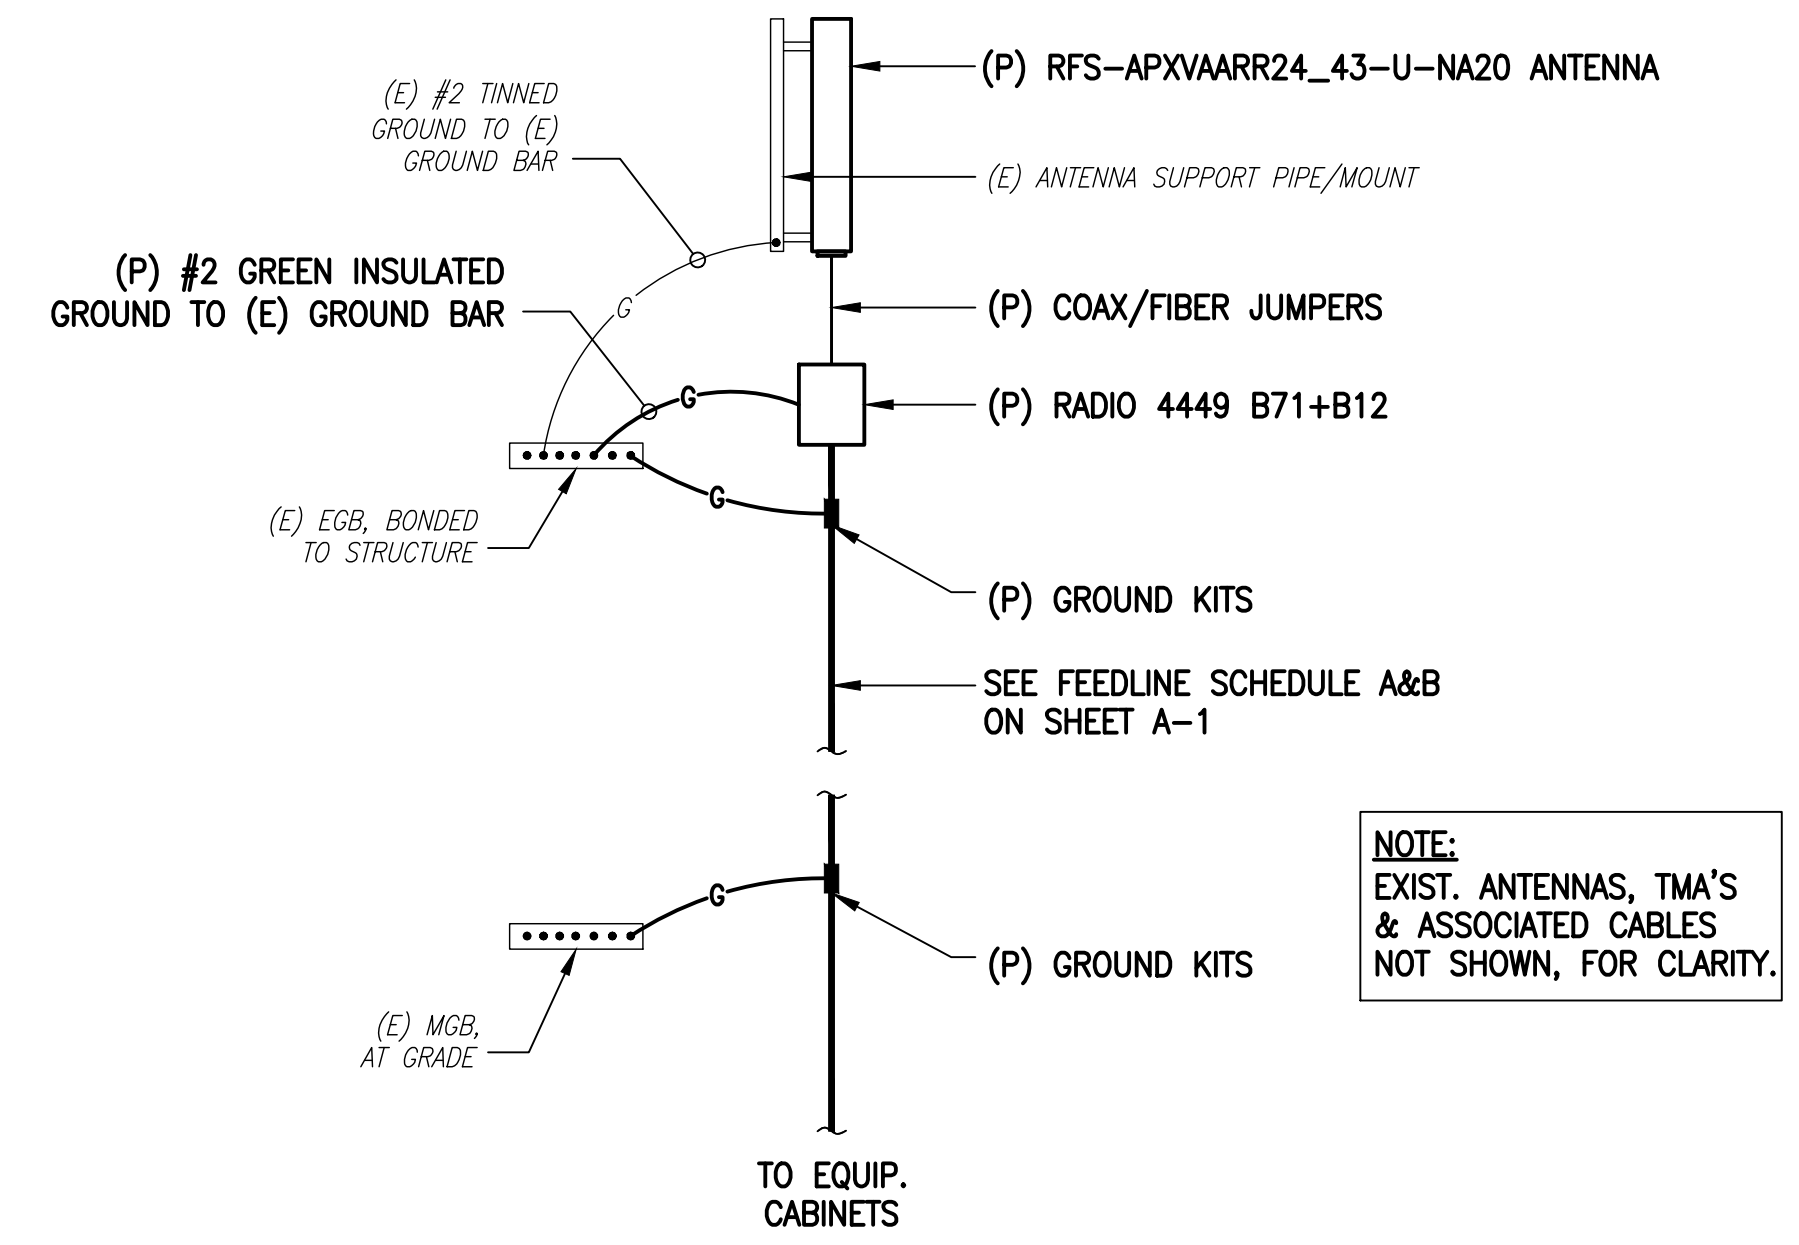 (P) RFS-APXVAARR24_43-U-NA20 ANTENNA
(E) #2 TINNED
GROUND TO (E)
GROUND BAR
(E) ANTENNA SUPPORT PIPE/MOUNT
(P) #2 GREEN INSULATED
GROUND TO (E) GROUND BAR
G
(P) COAX/FIBER JUMPERS
G
(P) RADIO 4449 B71+B12
G
(E) EGB, BONDED
TO STRUCTURE
(P) GROUND KITS
SEE FEEDLINE SCHEDULE A&B
ON SHEET A-1
NOTE:
EXIST. ANTENNAS, TMA'S
& ASSOCIATED CABLES
NOT SHOWN, FOR CLARITY.
G
(P) GROUND KITS
(E) MGB,
AT GRADE
TO EQUIP.
CABINETS